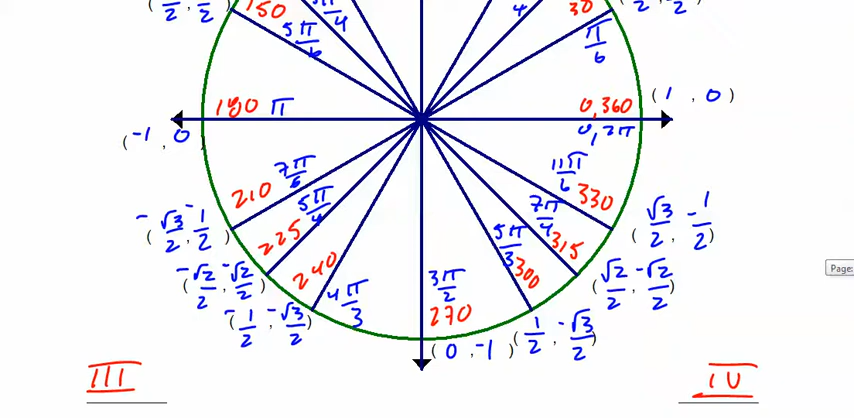 150 5π/6
30 π/6
180 π
0,360
0,2π
(1, 0)
(-1, 0)
210 7π/6
11π/6 330
(-√3/2, -1/2)
(√3/2, -1/2)
225 5π/4
7π/4 315
(-√2/2, -√2/2)
(√2/2, -√2/2)
240 4π/3
5π/3 300
(-1/2, -√3/2)
3π/2
270
(1/2, -√3/2)
(0, -1)
III
IV
Page: